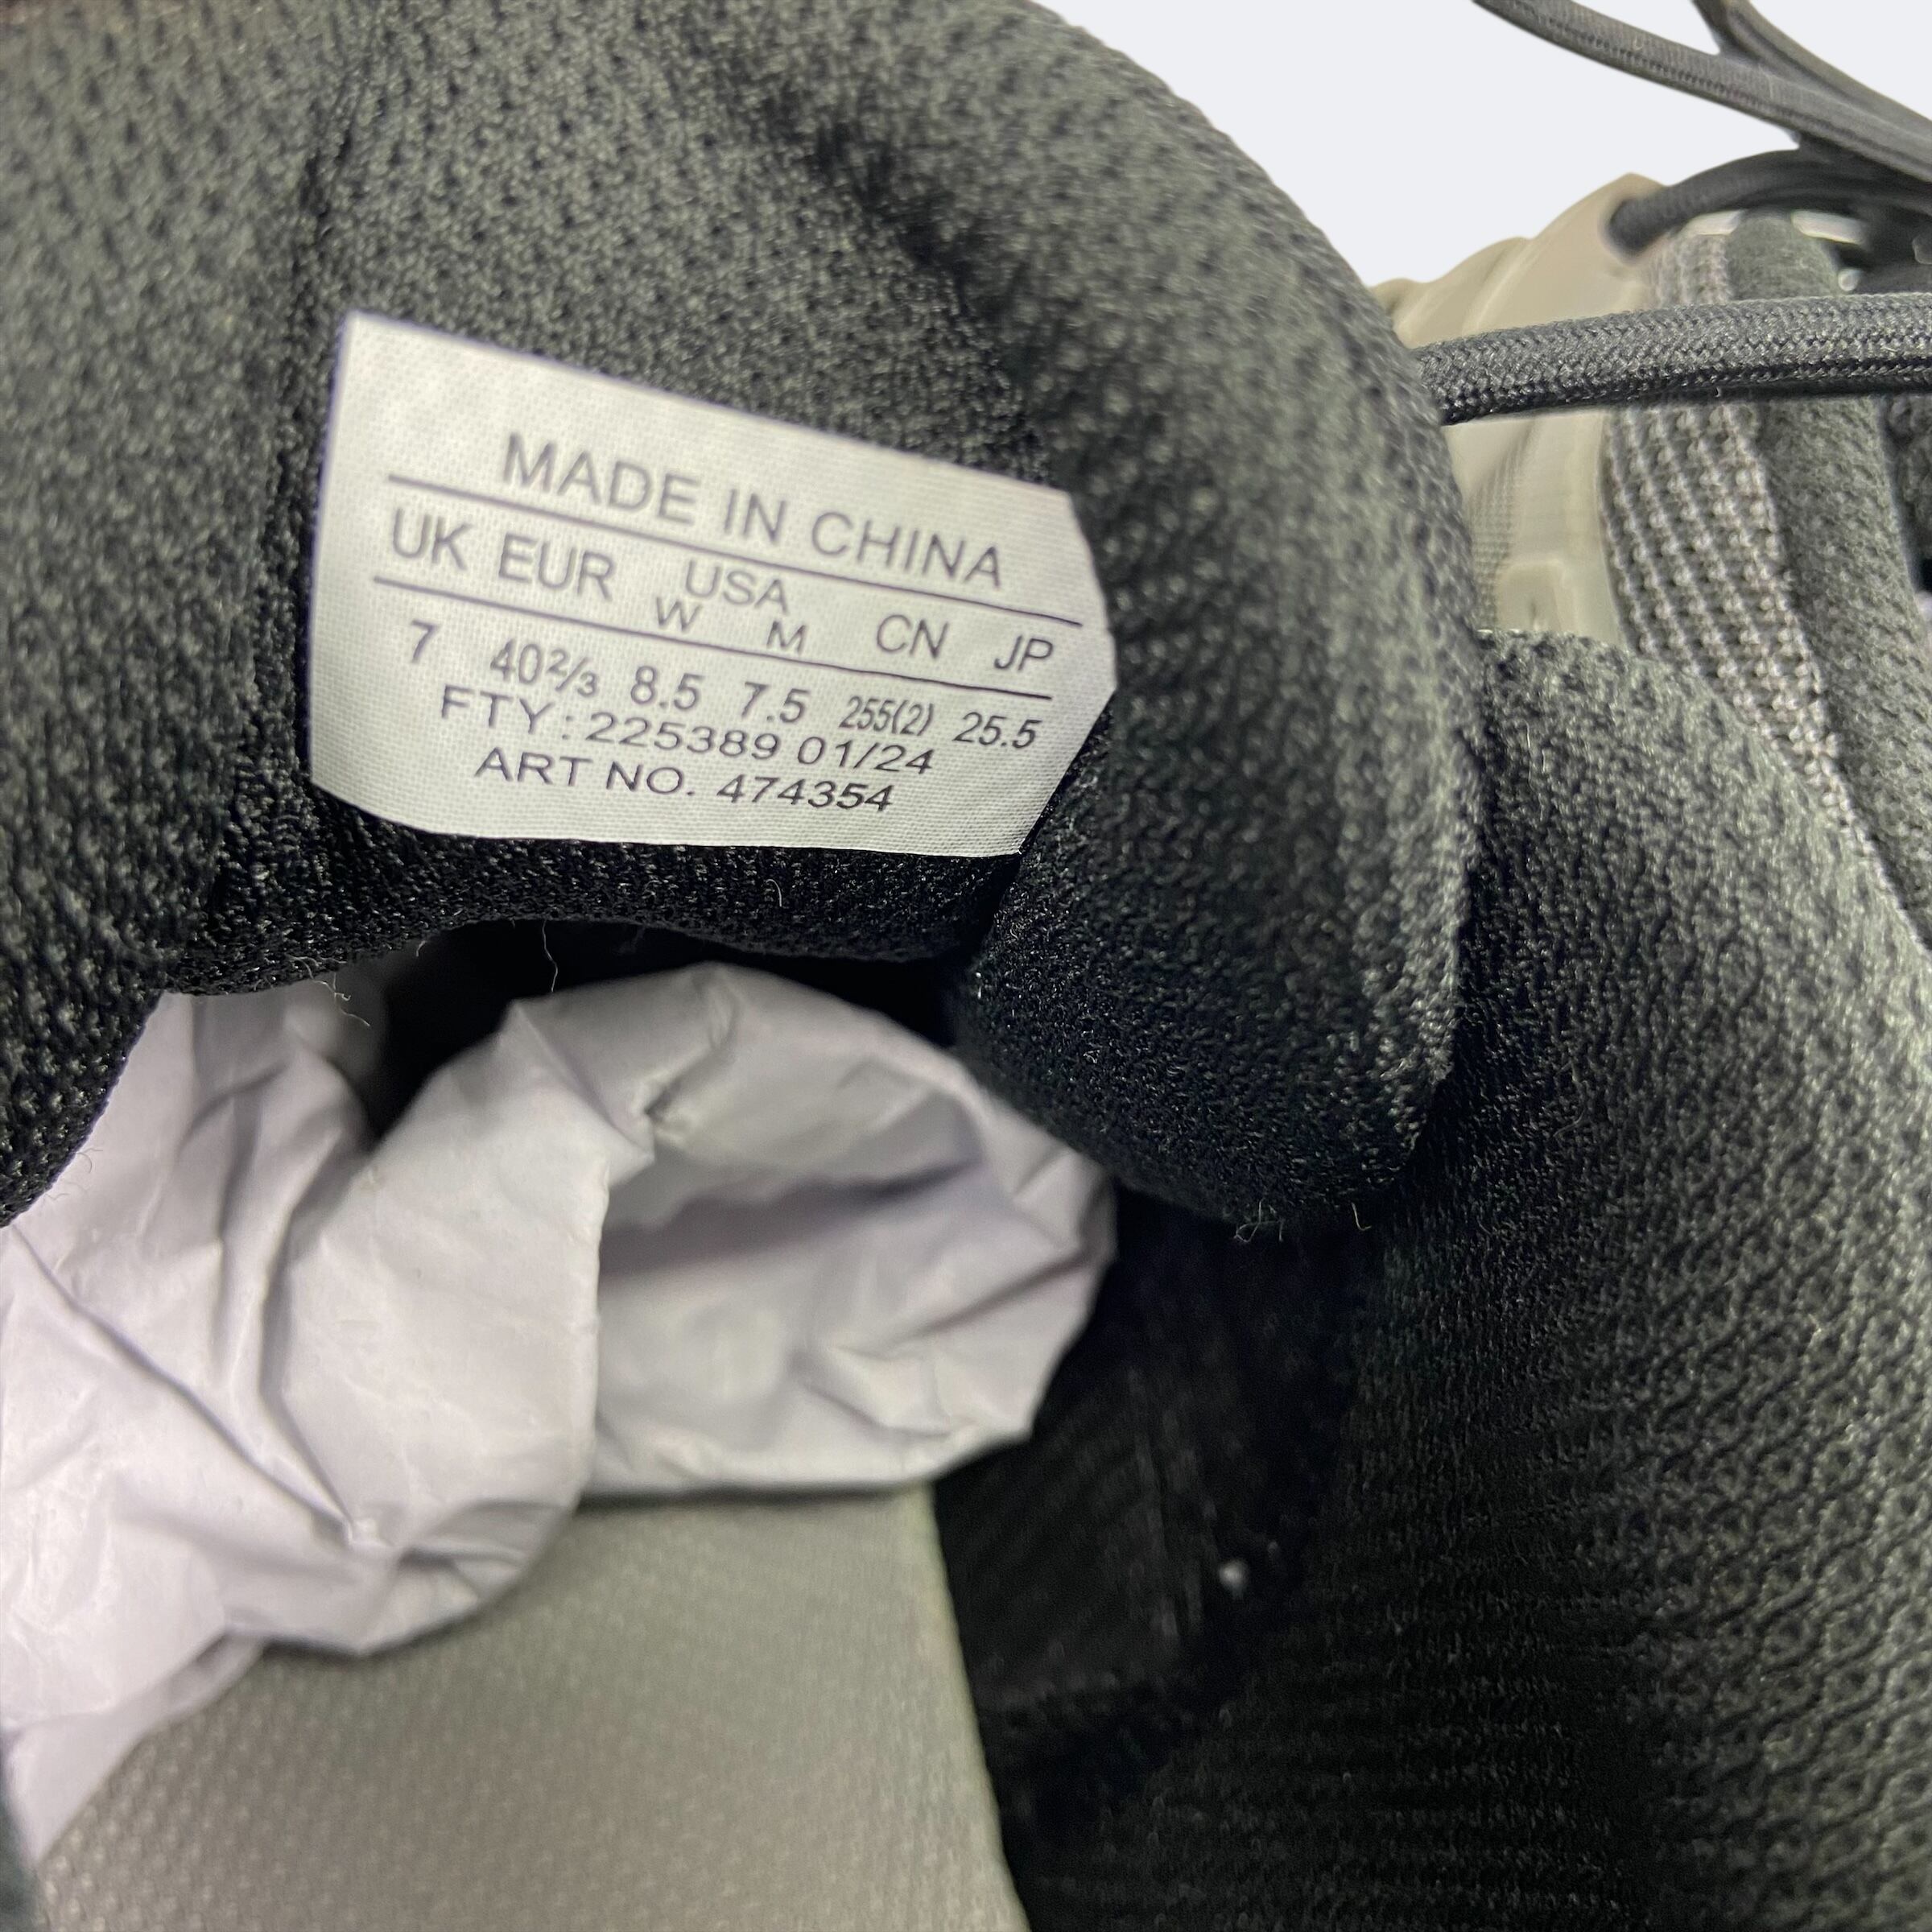 MADE IN CHINA
UK EUR USA CN JP
W M
7 40⅔ 8.5 7.5 255(2) 25.5
FTY: 225389 01/24
ART NO. 474354